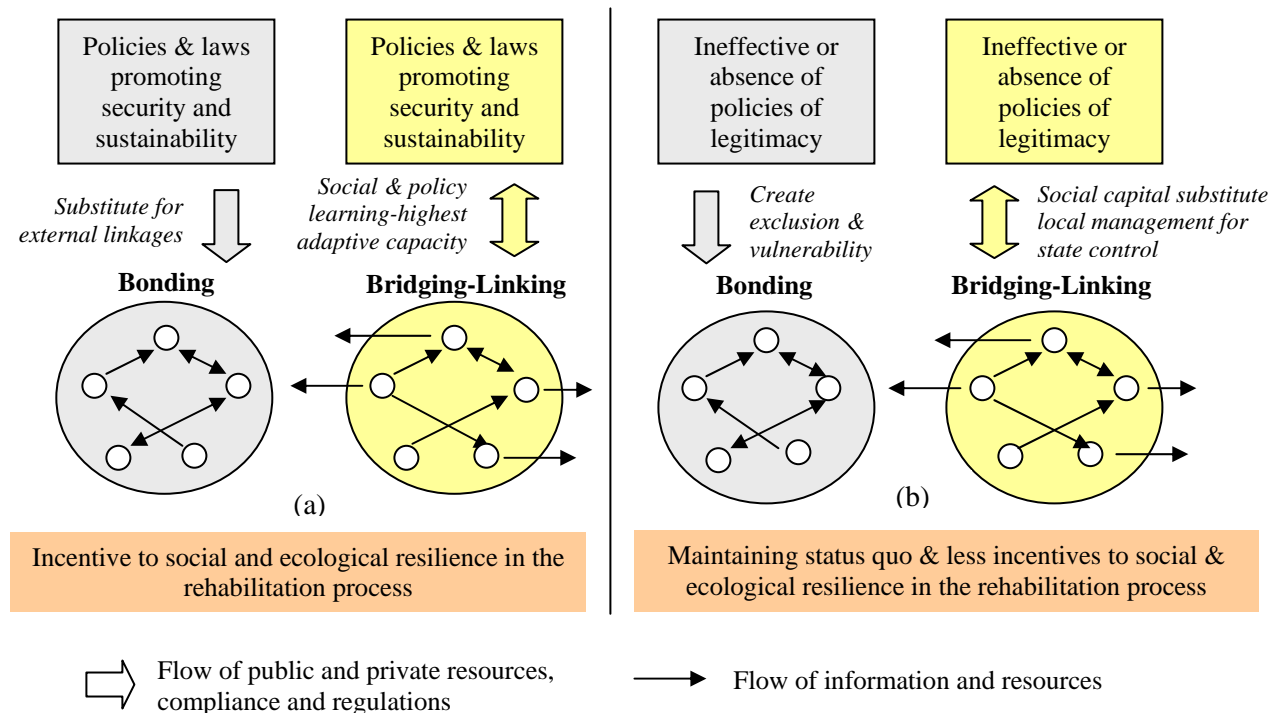 Policies & laws
promoting
security and
sustainability
Policies & laws
promoting
security and
sustainability
Substitute for
external linkages
Social & policy
learning-highest
adaptive capacity
Bonding
Bridging-Linking
(a)
Incentive to social and ecological resilience in the
rehabilitation process
Ineffective or
absence of
policies of
legitimacy
Ineffective or
absence of
policies of
legitimacy
Create
exclusion &
vulnerability
Social capital substitute
local management for
state control
Bonding
Bridging-Linking
(b)
Maintaining status quo & less incentives to social &
ecological resilience in the rehabilitation process
Flow of public and private resources,
compliance and regulations
Flow of information and resources